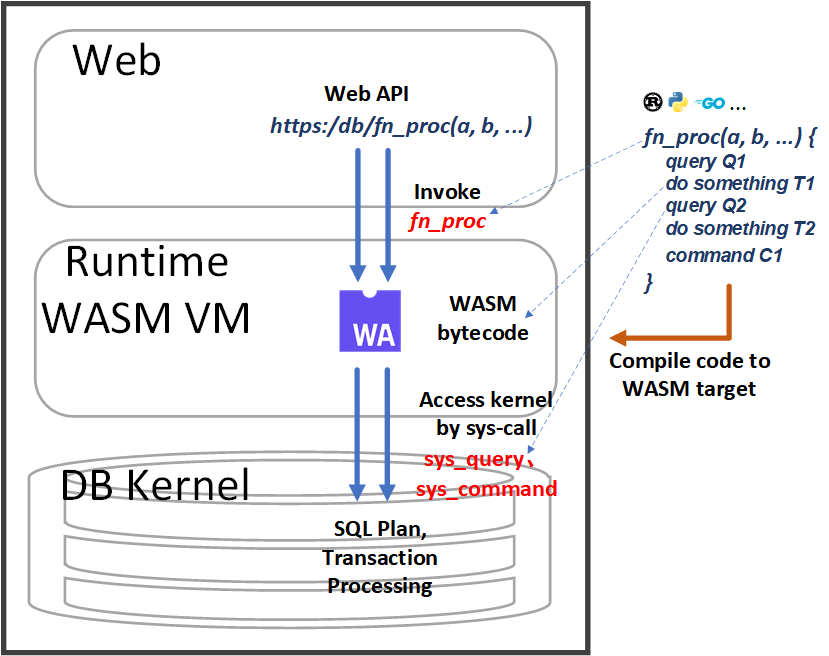 Web
Web API
https:/db/fn_proc(a, b, ...)
Invoke
fn_proc
Runtime
WASM VM
WA
WASM
bytecode
Access kernel
by sys-call
sys_query、
sys_command
DB Kernel
SQL Plan,
Transaction
Processing
R GO ...
fn_proc(a, b, ...) {
query Q1
do something T1
query Q2
do something T2
command C1
}
Compile code to
WASM target